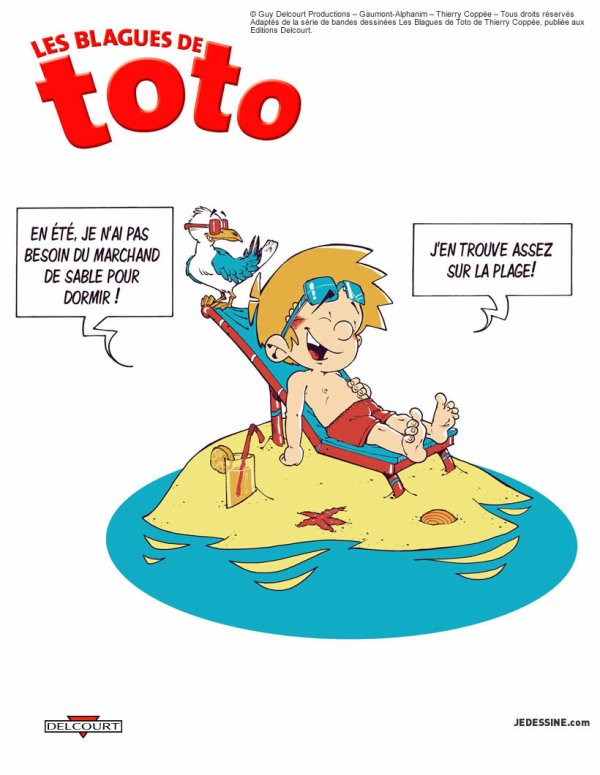 © Guy Delcourt Productions – Gaumont-Alphanim – Thierry Coppée – Tous droits réservés
Adaptés de la série de bandes dessinées Les Blagues de Toto de Thierry Coppée, publiée aux
Editions Delcourt.
LES BLAGUES DE
toto
EN ÉTÉ, JE N'AI PAS
BESOIN DU MARCHAND
DE SABLE POUR
DORMIR !
J'EN TROUVE ASSEZ
SUR LA PLAGE!
DELCOURT
JEDESSINE.com